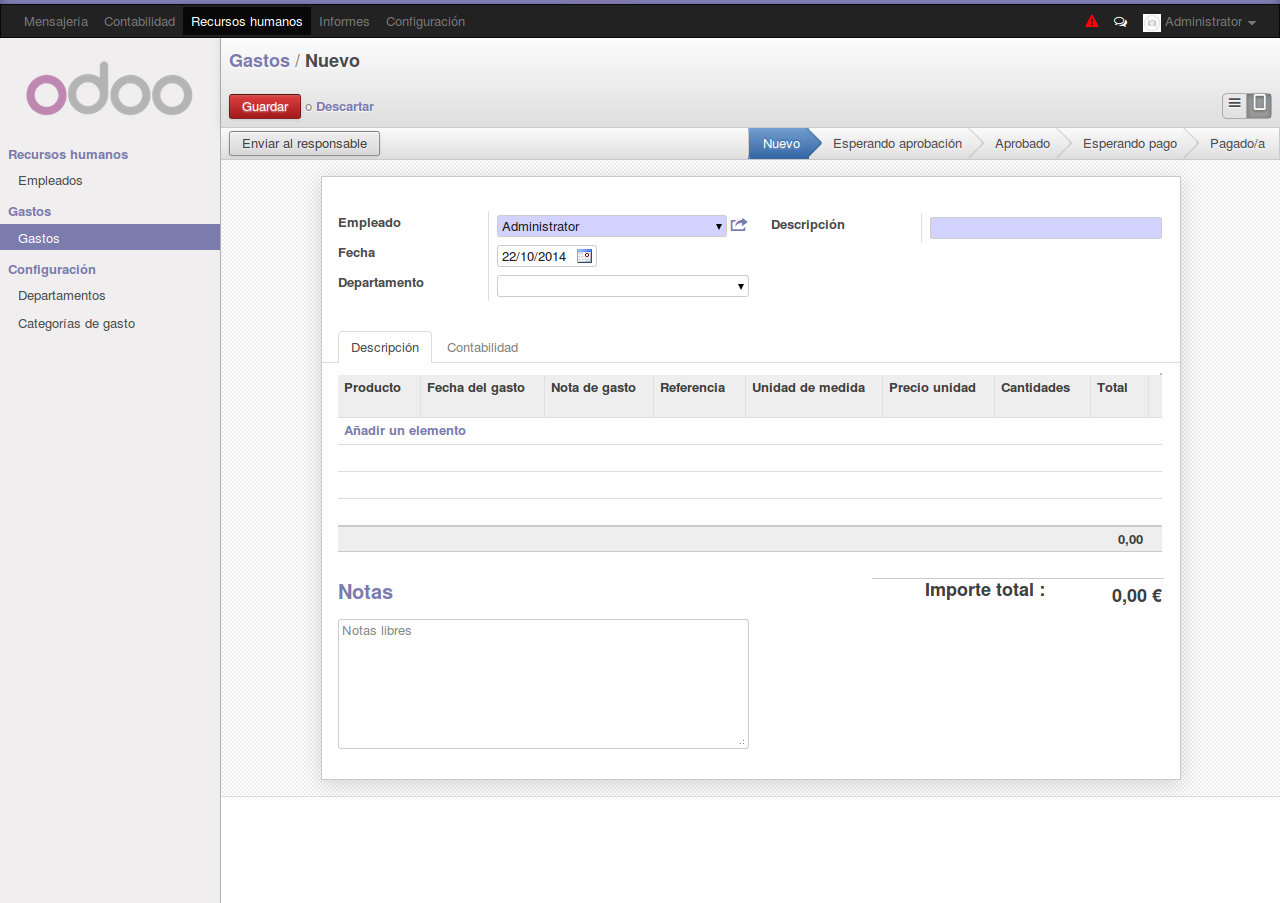 Mensajería Contabilidad Recursos humanos Informes Configuración Administrator
odoo
Recursos humanos
Empleados
Gastos
Gastos
Configuración
Departamentos
Categorías de gasto
Gastos / Nuevo
Guardar o Descartar
Enviar al responsable Nuevo Esperando aprobación Aprobado Esperando pago Pagado/a
Empleado Administrator Descripción
Fecha 22/10/2014
Departamento
Descripción Contabilidad
Producto Fecha del gasto Nota de gasto Referencia Unidad de medida Precio unidad Cantidades Total
Añadir un elemento
0,00
Notas Importe total : 0,00 €
Notas libres